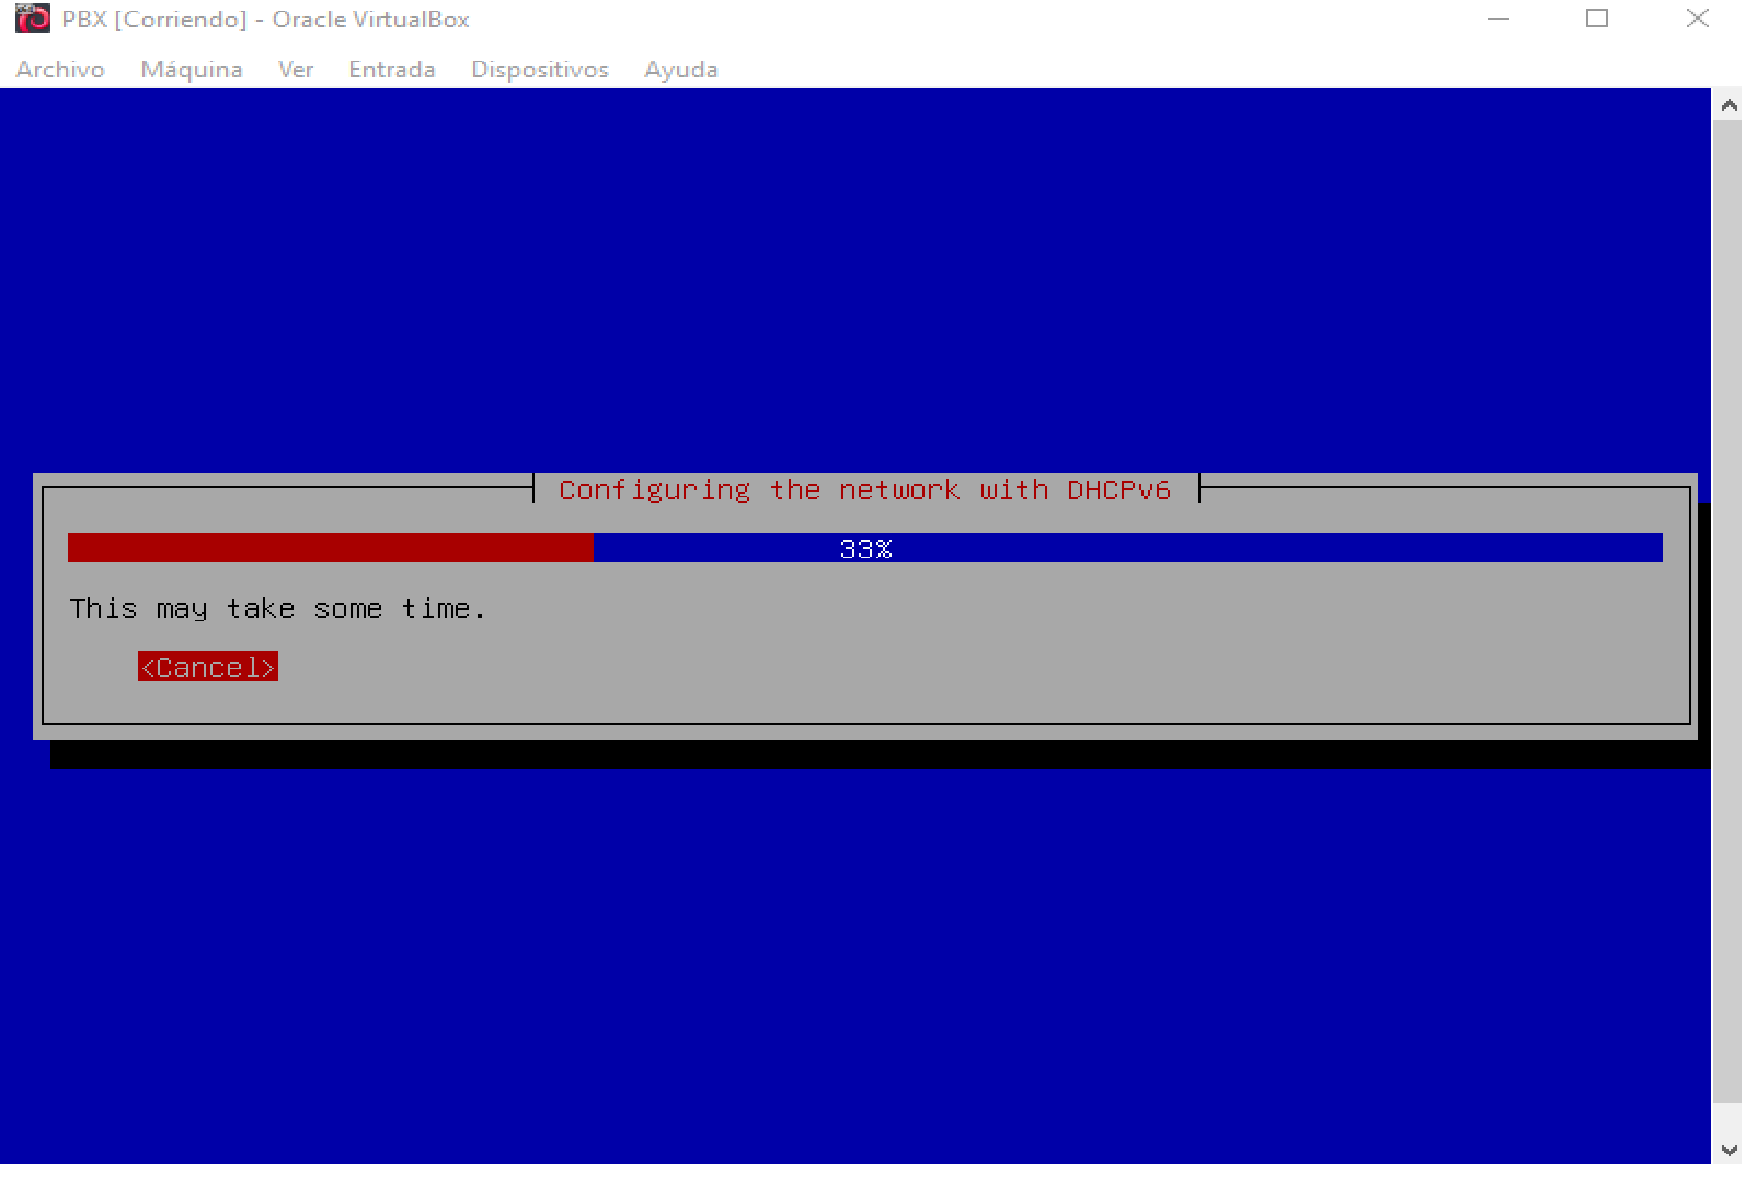 PBX [Corriendo] - Oracle VirtualBox
Archivo Máquina Ver Entrada Dispositivos Ayuda
Configuring the network with DHCPv6
33%
This may take some time.
<Cancel>